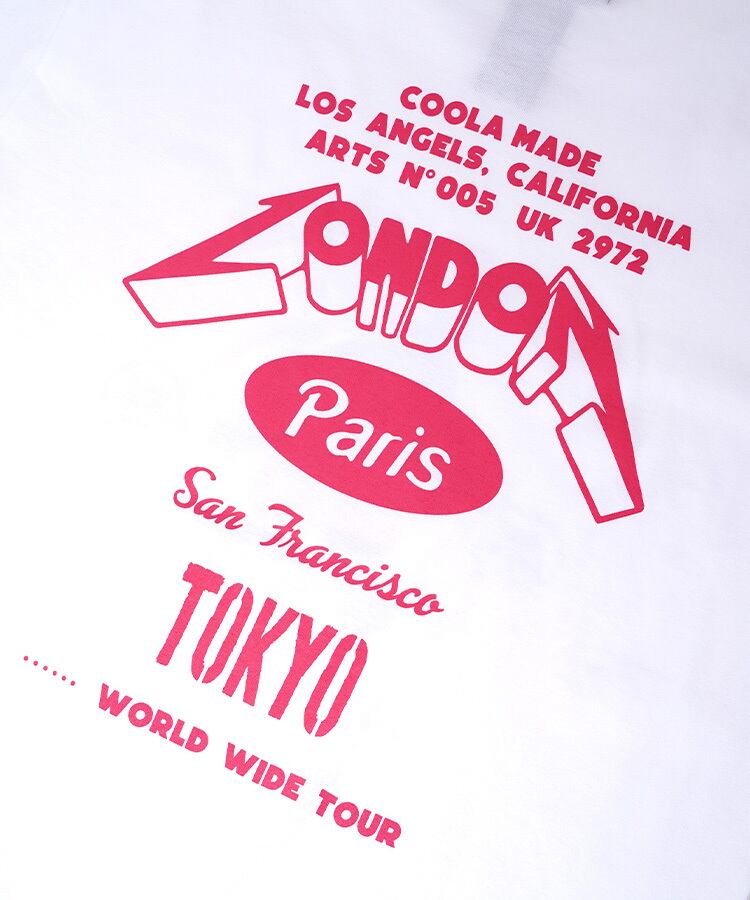 COOLA MADE
LOS ANGELS, CALIFORNIA
ARTS N°005 UK 2972
LONDON
Paris
San Francisco
TOKYO
...... WORLD WIDE TOUR